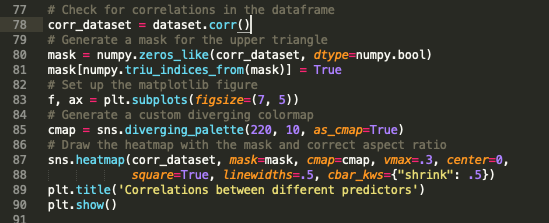 77 # Check for correlations in the dataframe
78 corr_dataset = dataset.corr()
79 # Generate a mask for the upper triangle
80 mask = numpy.zeros_like(corr_dataset, dtype=numpy.bool)
81 mask[numpy.triu_indices_from(mask)] = True
82 # Set up the matplotlib figure
83 f, ax = plt.subplots(figsize=(7, 5))
84 # Generate a custom diverging colormap
85 cmap = sns.diverging_palette(220, 10, as_cmap=True)
86 # Draw the heatmap with the mask and correct aspect ratio
87 sns.heatmap(corr_dataset, mask=mask, cmap=cmap, vmax=.3, center=0,
88 square=True, linewidths=.5, cbar_kws={"shrink": .5})
89 plt.title('Correlations between different predictors')
90 plt.show()
91